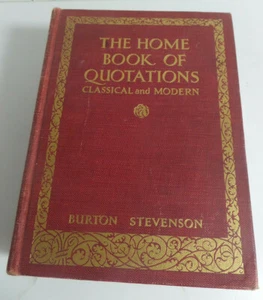 THE HOME
BOOK OF
QUOTATIONS
CLASSICAL and MODERN
BURTON STEVENSON